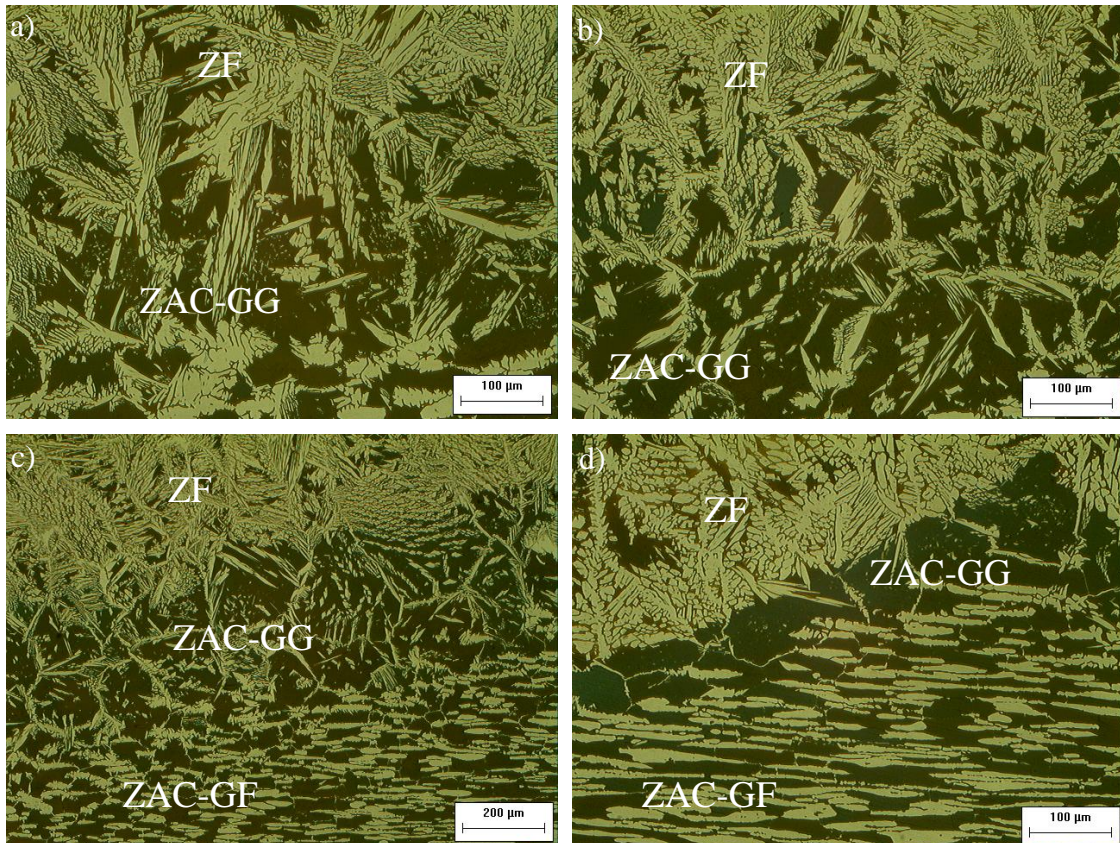 a)
ZF
ZAC-GG
100 µm
b)
ZF
ZAC-GG
100 µm
c)
ZF
ZAC-GG
ZAC-GF
200 µm
d)
ZF
ZAC-GG
ZAC-GF
100 µm